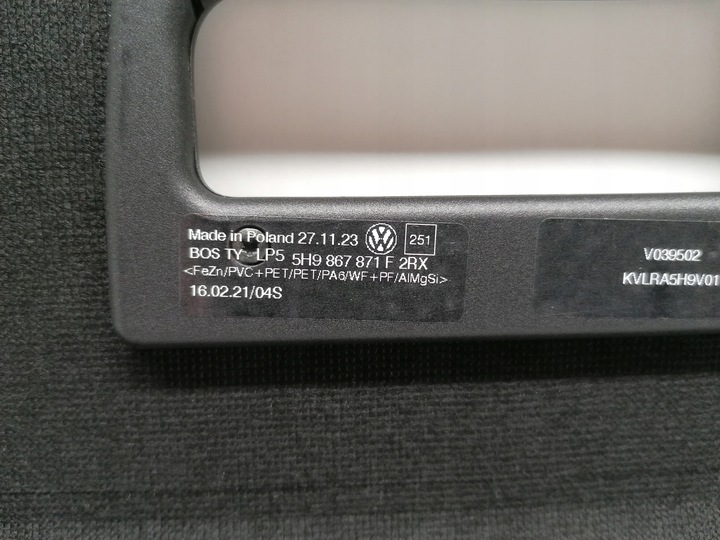 Made in Poland 27.11.23 VW 251
BOS TY - LP5 5H9 867 871 F 2RX
<FeZn/PVC+PET/PET/PA6/WF+PF/AlMgSi>
16.02.21/04S
V039502
KVLRA5H9V01